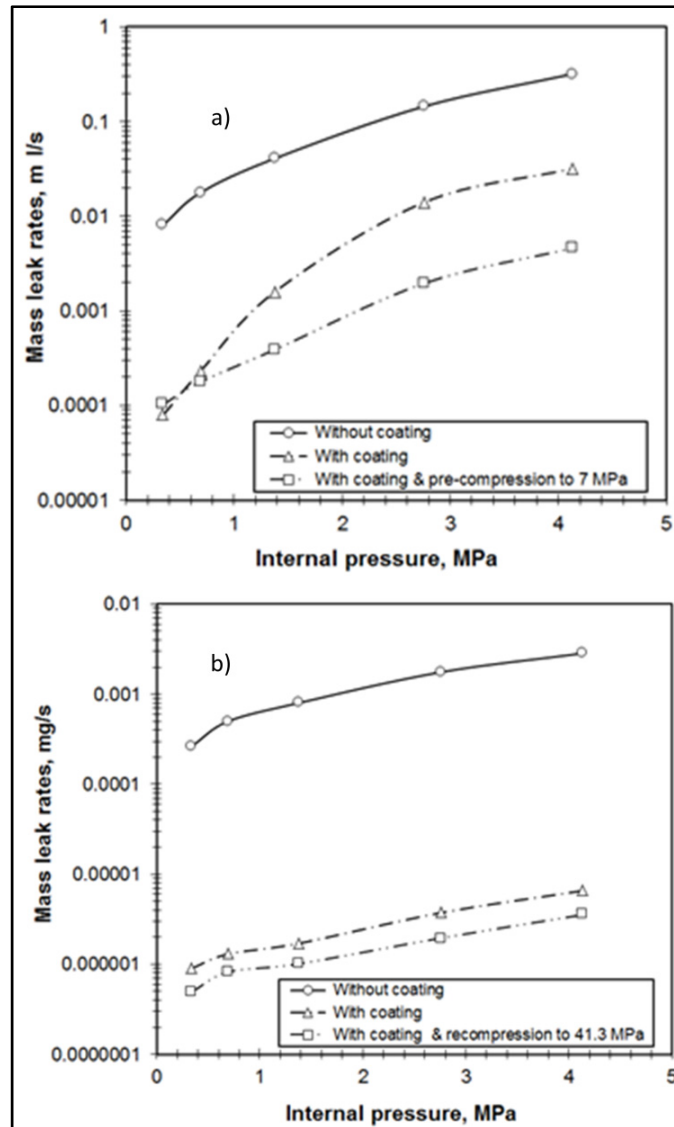 a)
Mass leak rates, m l/s
1
0.1
0.01
0.001
0.0001
0.00001
0 1 2 3 4 5
Internal pressure, MPa
Without coating
With coating
With coating & pre-compression to 7 MPa
b)
Mass leak rates, mg/s
0.01
0.001
0.0001
0.00001
0.000001
0.0000001
0 1 2 3 4 5
Internal pressure, MPa
Without coating
With coating
With coating & recompression to 41.3 MPa